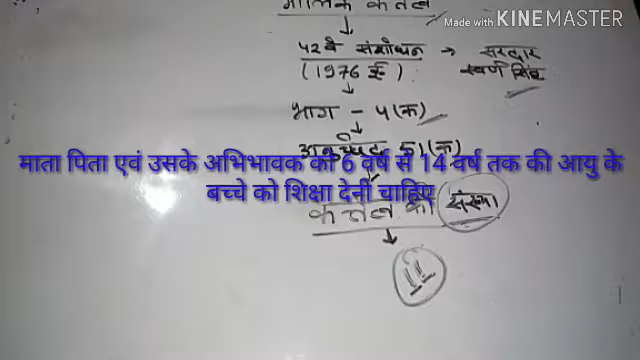 मौलिक कर्तव्य
Made with KINEMASTER
42वें संशोधन → सरदार
(1976 ई०) स्वर्ण सिंह
भाग - 4(क)
अनुच्छेद 51(क)
माता पिता एवं उसके अभिभावक को 6 वर्ष से 14 वर्ष तक की आयु के
बच्चे को शिक्षा देनी चाहिए
कर्तव्य की संख्या
11